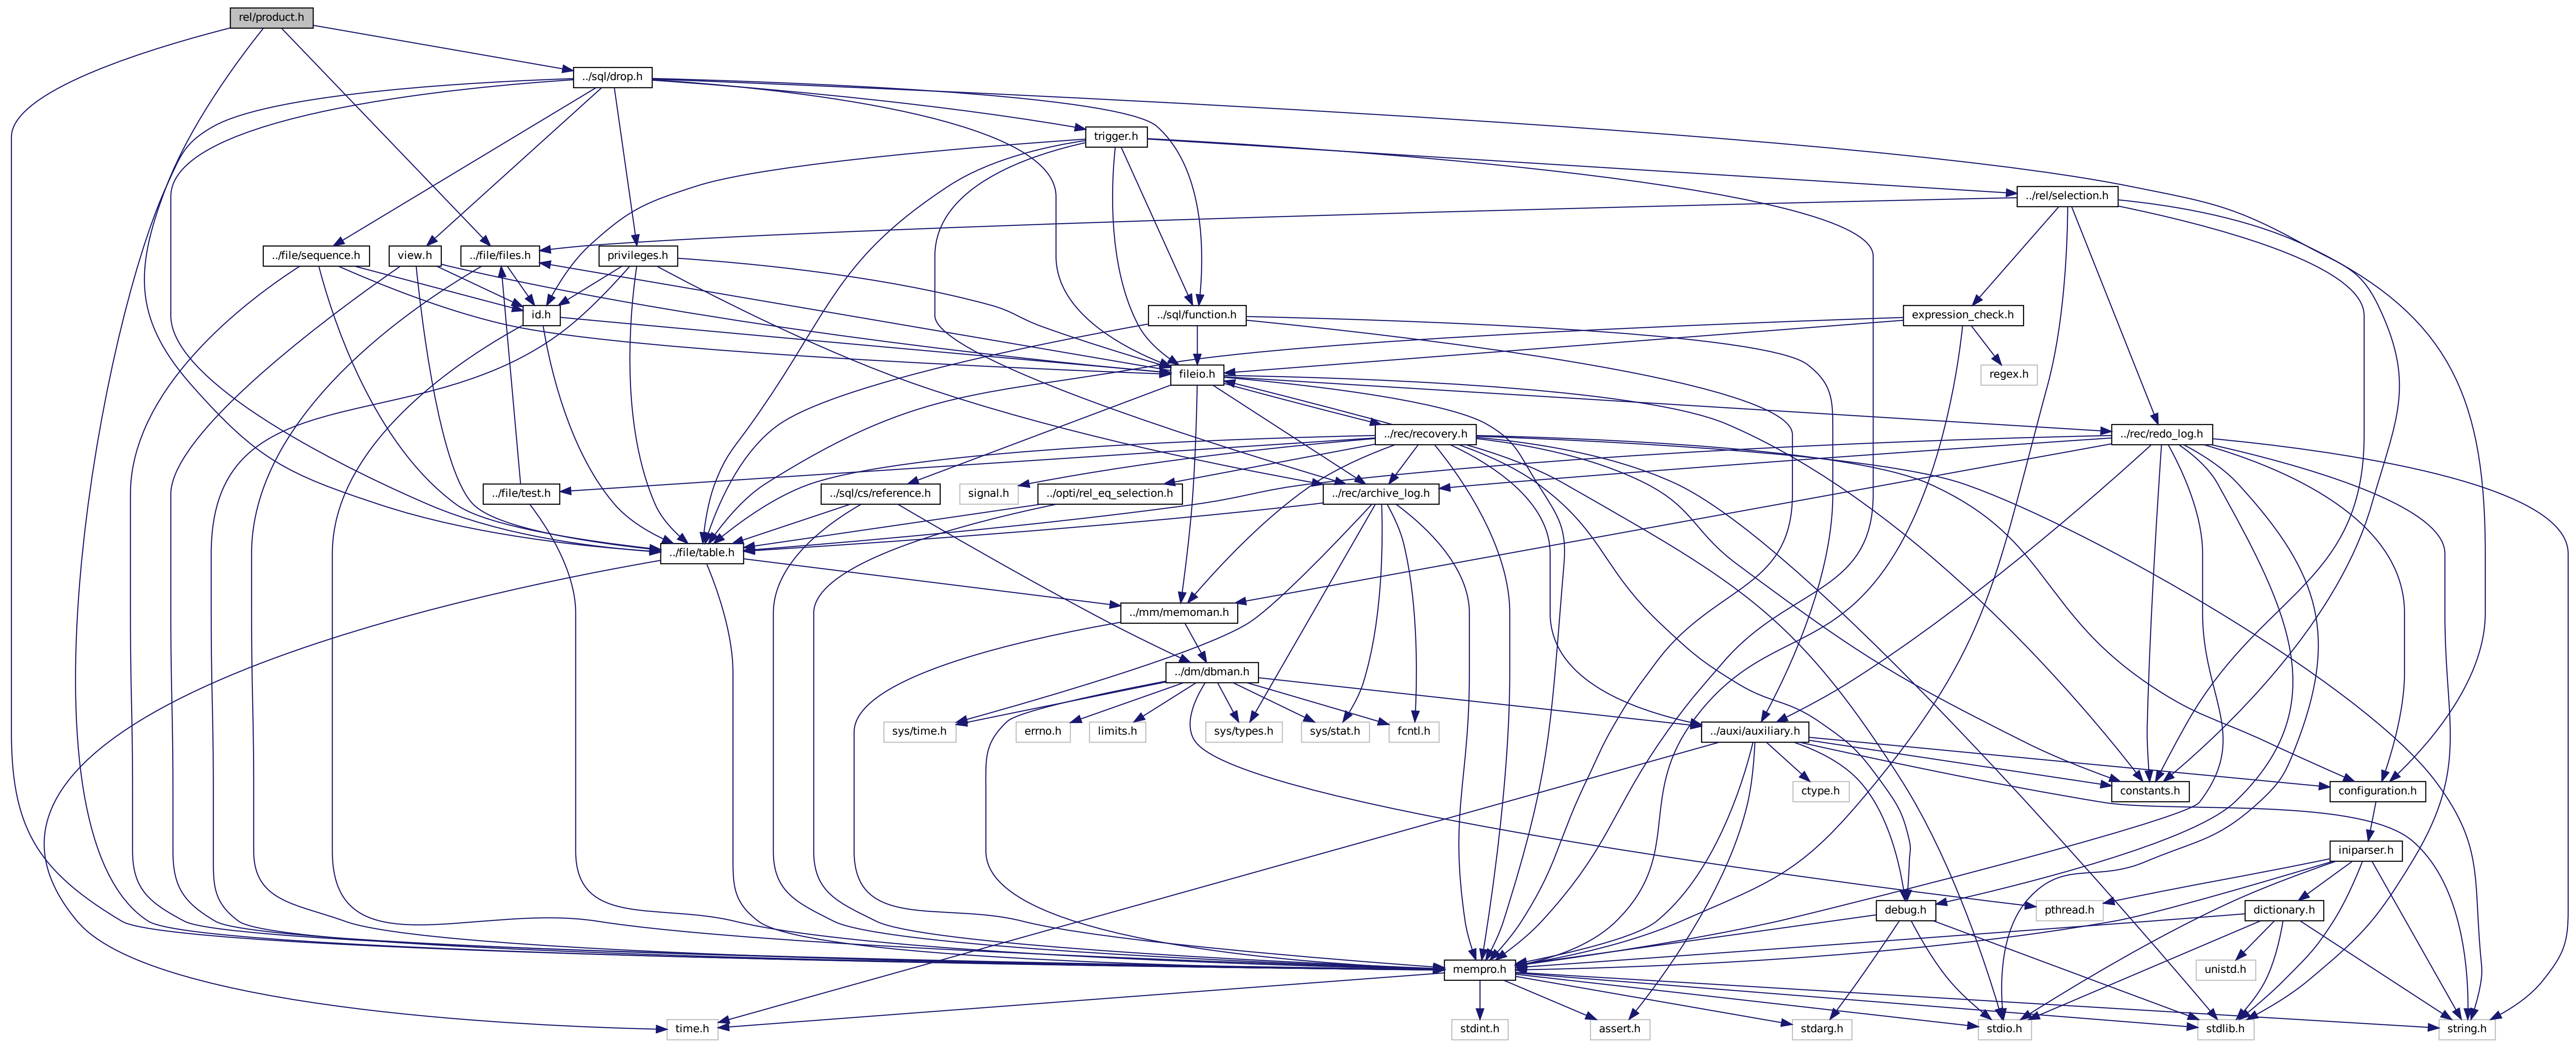 rel/product.h
../sql/drop.h
trigger.h
../rel/selection.h
../file/sequence.h
view.h
../file/files.h
privileges.h
id.h
../sql/function.h
expression_check.h
fileio.h
regex.h
../rec/recovery.h
../rec/redo_log.h
../file/test.h
../sql/cs/reference.h
signal.h
../opti/rel_eq_selection.h
../rec/archive_log.h
../file/table.h
../mm/memoman.h
../dm/dbman.h
sys/time.h
errno.h
limits.h
sys/types.h
sys/stat.h
fcntl.h
../auxi/auxiliary.h
ctype.h
constants.h
configuration.h
iniparser.h
pthread.h
debug.h
dictionary.h
mempro.h
unistd.h
time.h
stdint.h
assert.h
stdarg.h
stdio.h
stdlib.h
string.h